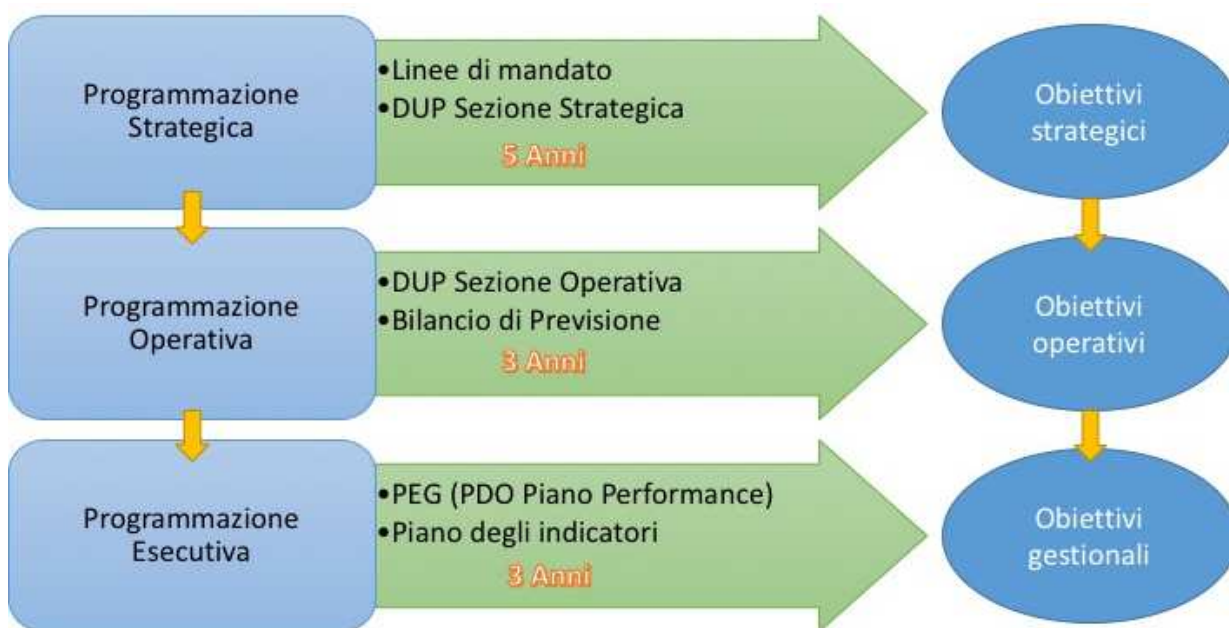 Programmazione
Strategica
•Linee di mandato
•DUP Sezione Strategica
5 Anni
Obiettivi
strategici
Programmazione
Operativa
•DUP Sezione Operativa
•Bilancio di Previsione
3 Anni
Obiettivi
operativi
Programmazione
Esecutiva
•PEG (PDO Piano Performance)
•Piano degli indicatori
3 Anni
Obiettivi
gestionali